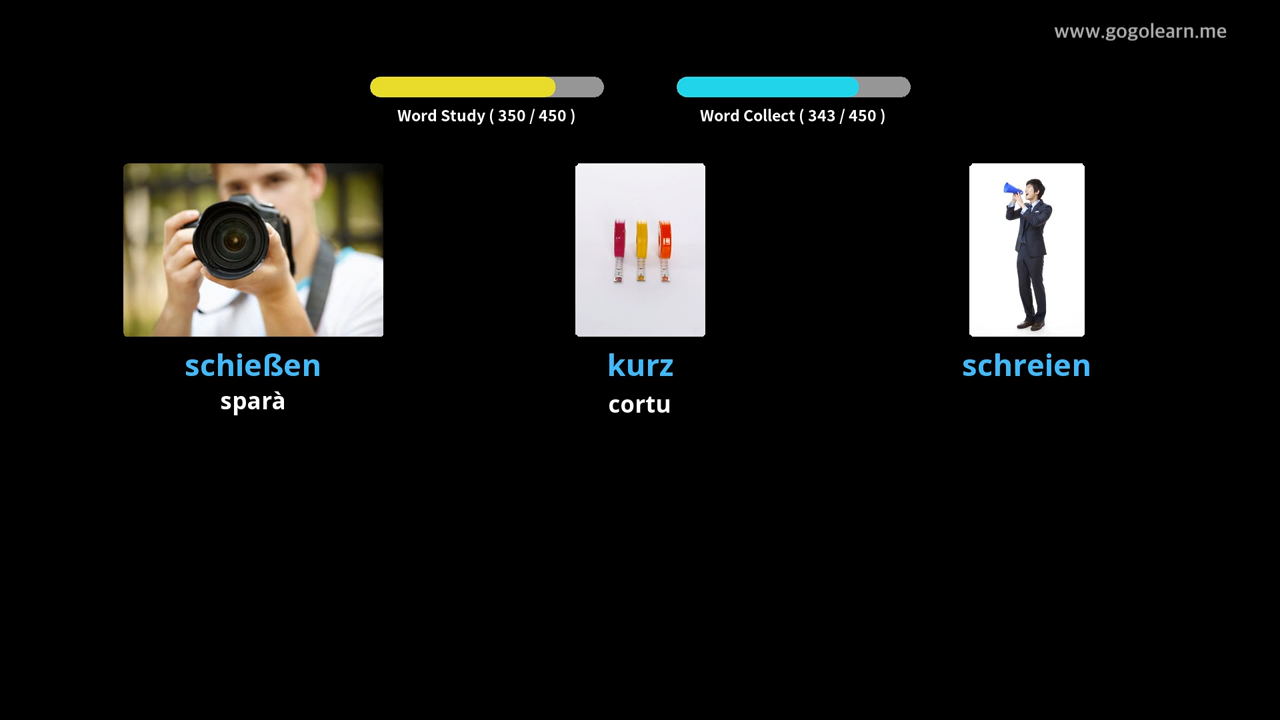 www.gogolearn.me
Word Study ( 350 / 450 )
Word Collect ( 343 / 450 )
schießen
kurz
schreien
sparà
cortu